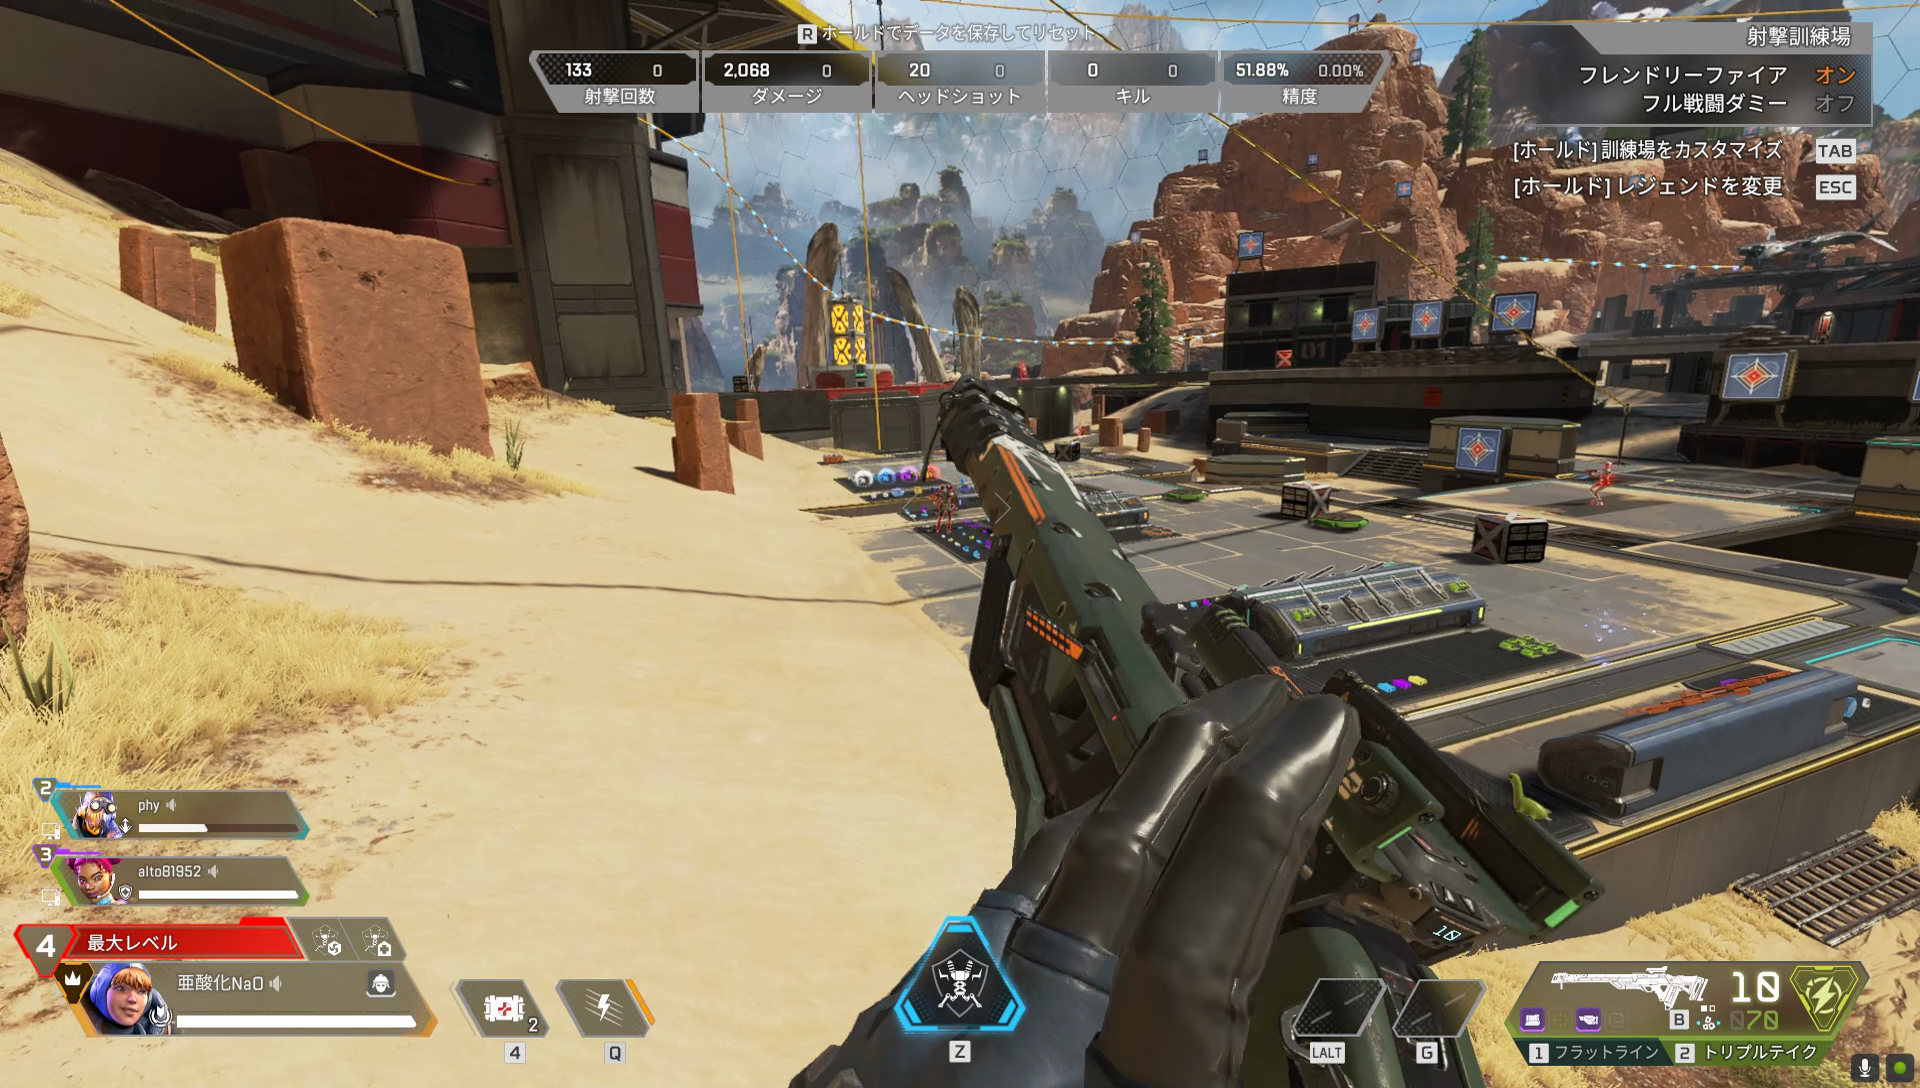 R ホールドでデータを保存してリセット
133 0 2,068 0 20 0 0 0 51.88% 0.00%
射撃回数 ダメージ ヘッドショット キル 精度
射撃訓練場
フレンドリーファイア オン
フル戦闘ダミー オフ
[ホールド]訓練場をカスタマイズ TAB
[ホールド]レジェンドを変更 ESC
01
2
phy
3
alto81952
4 最大レベル
亜酸化NaO
2
4 Q
Z
LALT G
10
10
B 070
1 フラットライン 2 トリプルテイク